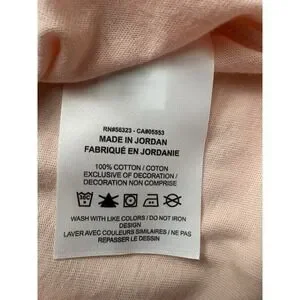 RN#56323 - CA#05553
MADE IN JORDAN
FABRIQUÉ EN JORDANIE
100% COTTON / COTON
EXCLUSIVE OF DECORATION /
DECORATION NON COMPRISE
WASH WITH LIKE COLORS / DO NOT IRON
DESIGN
LAVER AVEC COULEURS SIMILAIRES / NE PAS
REPASSER LE DESSIN